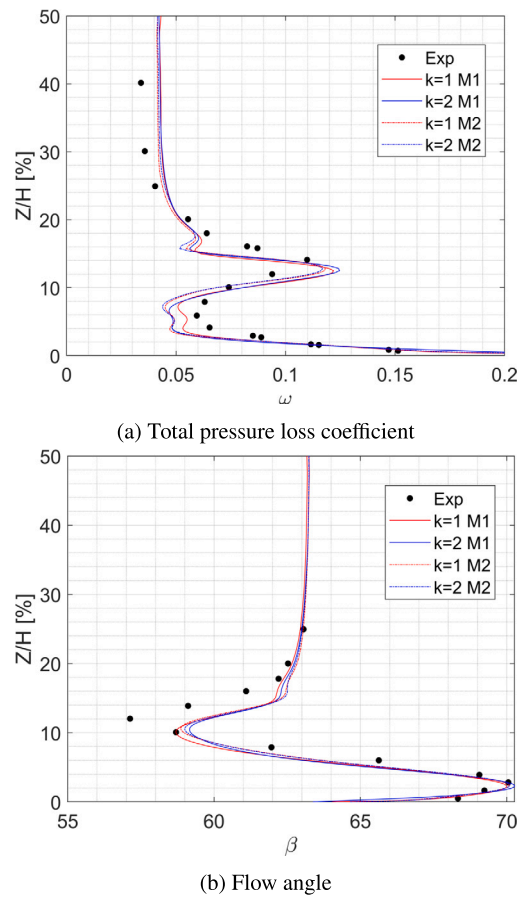 50
40
30
20
10
0
Z/H [%]
Exp
k=1 M1
k=2 M1
k=1 M2
k=2 M2
0 0.05 0.1 0.15 0.2
ω
(a) Total pressure loss coefficient
50
40
30
20
10
0
Z/H [%]
Exp
k=1 M1
k=2 M1
k=1 M2
k=2 M2
55 60 65 70
β
(b) Flow angle